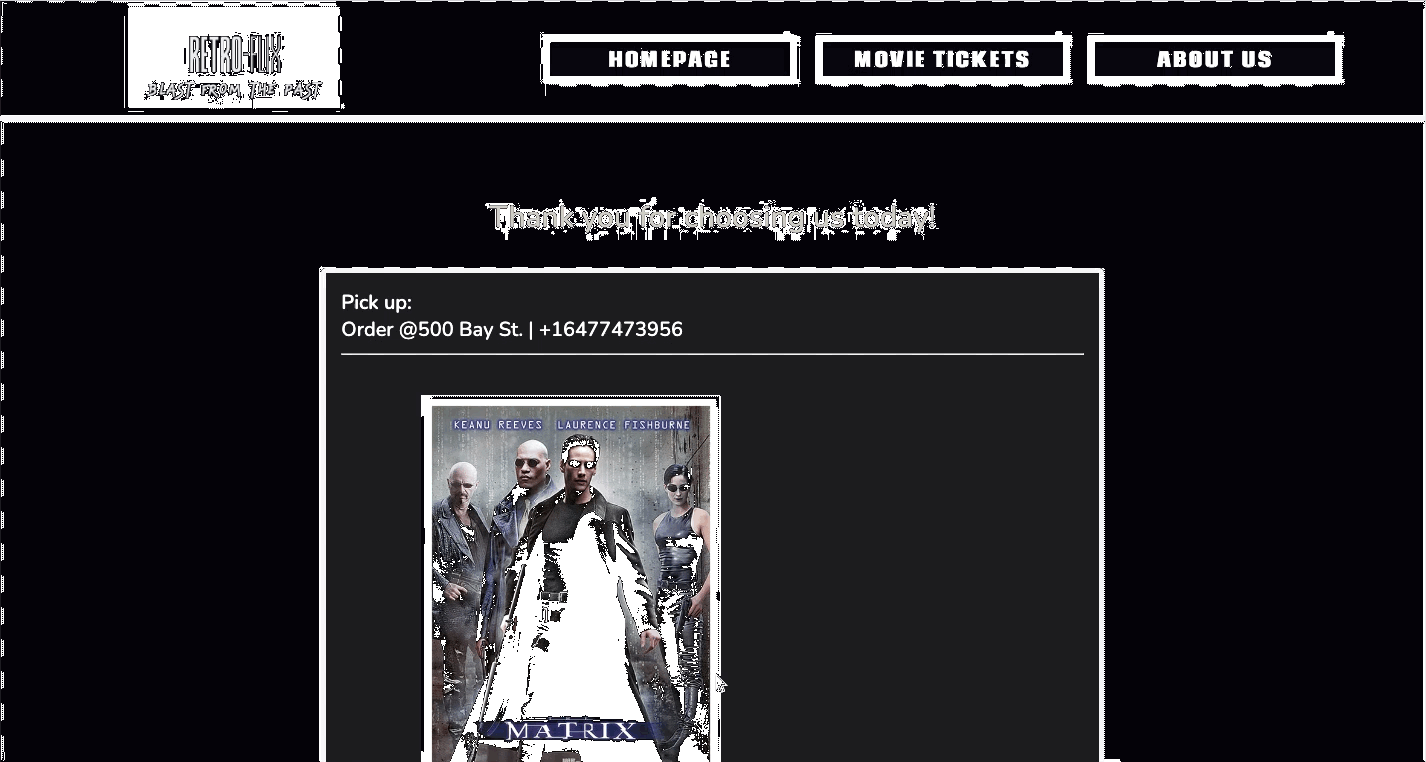 RETRO-FLIX
BLAST FROM THE PAST
HOMEPAGE
MOVIE TICKETS
ABOUT US
Thank you for choosing us today!
Pick up:
Order @500 Bay St. | +16477473956
KEANU REEVES LAURENCE FISHBURNE
MATRIX